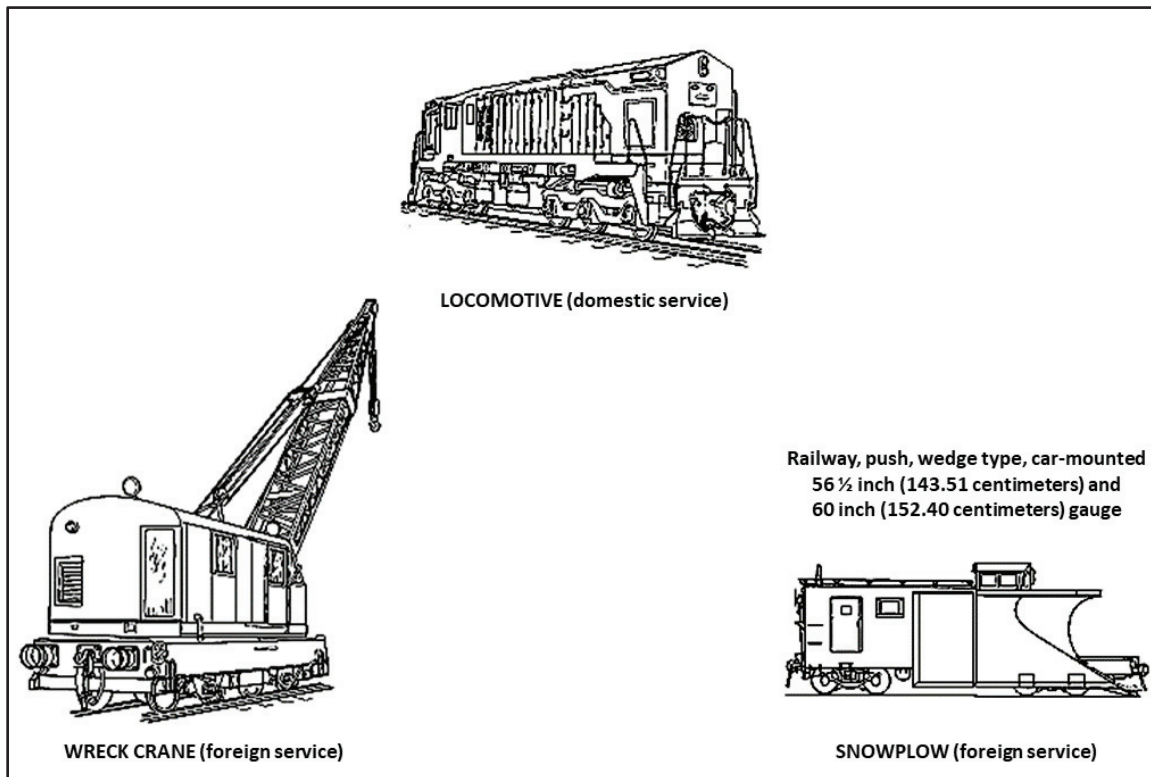 LOCOMOTIVE (domestic service)
Railway, push, wedge type, car-mounted
56 ½ inch (143.51 centimeters) and
60 inch (152.40 centimeters) gauge
WRECK CRANE (foreign service)
SNOWPLOW (foreign service)